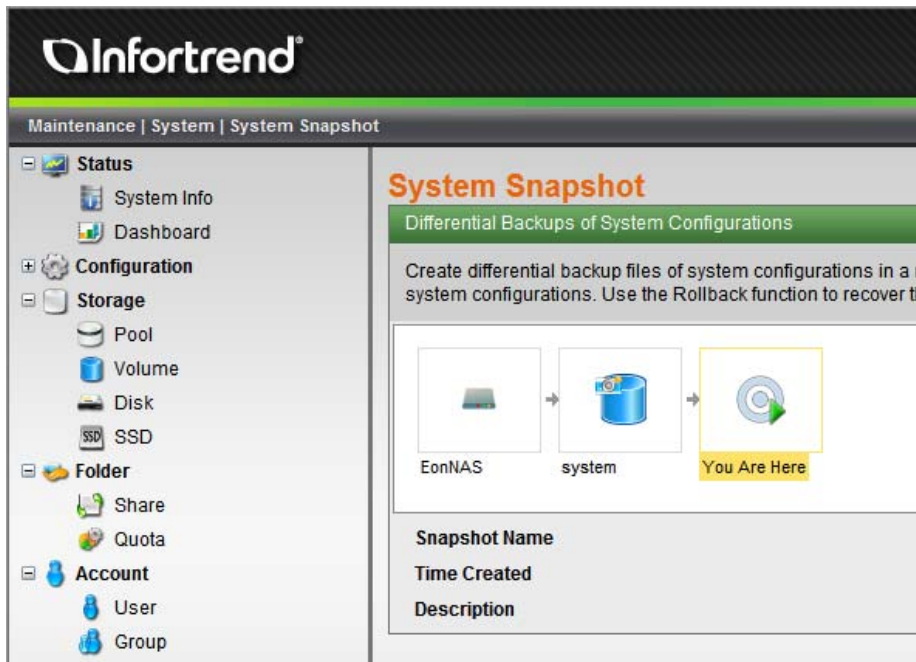 Infortrend®
Maintenance | System | System Snapshot
Status
System Info
Dashboard
Configuration
Storage
Pool
Volume
Disk
SSD
SSD
Folder
Share
Quota
Account
User
Group
System Snapshot
Differential Backups of System Configurations
Create differential backup files of system configurations in a
system configurations. Use the Rollback function to recover
EonNAS
system
You Are Here
Snapshot Name
Time Created
Description